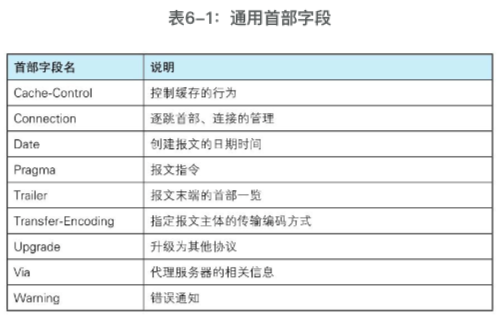 表6-1：通用首部字段
首部字段名 说明
Cache-Control 控制缓存的行为
Connection 逐跳首部、连接的管理
Date 创建报文的日期时间
Pragma 报文指令
Trailer 报文末端的首部一览
Transfer-Encoding 指定报文主体的传输编码方式
Upgrade 升级为其他协议
Via 代理服务器的相关信息
Warning 错误通知